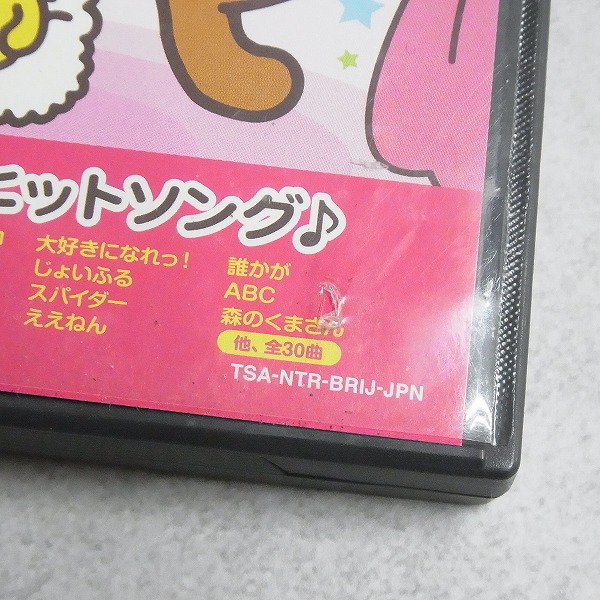 ヒットソング♪
大好きになれっ！
じょいふる
スパイダー
ええねん
誰かが
ABC
森のくまさん
他、全30曲
TSA-NTR-BRIJ-JPN